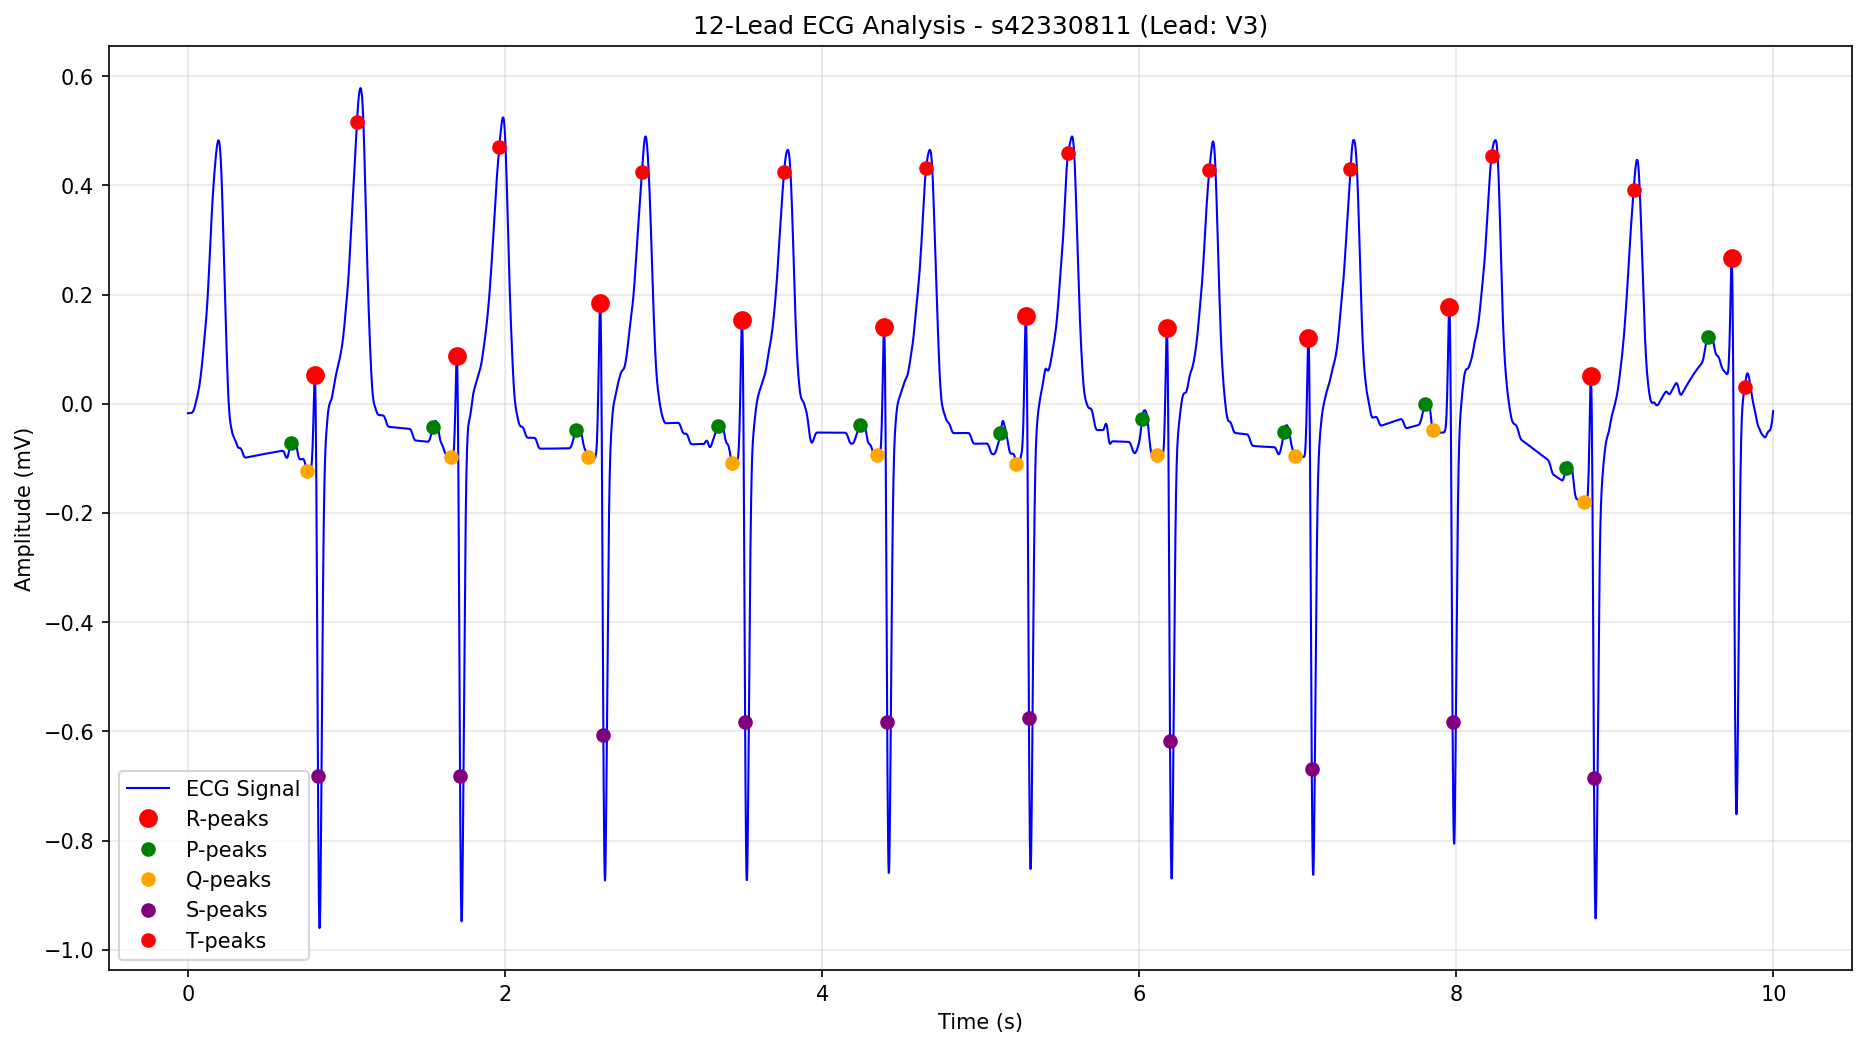 12-Lead ECG Analysis - s42330811 (Lead: V3)
Amplitude (mV)
0.6
0.4
0.2
0.0
−0.2
−0.4
−0.6
−0.8
−1.0
ECG Signal
R-peaks
P-peaks
Q-peaks
S-peaks
T-peaks
0 2 4 6 8 10
Time (s)